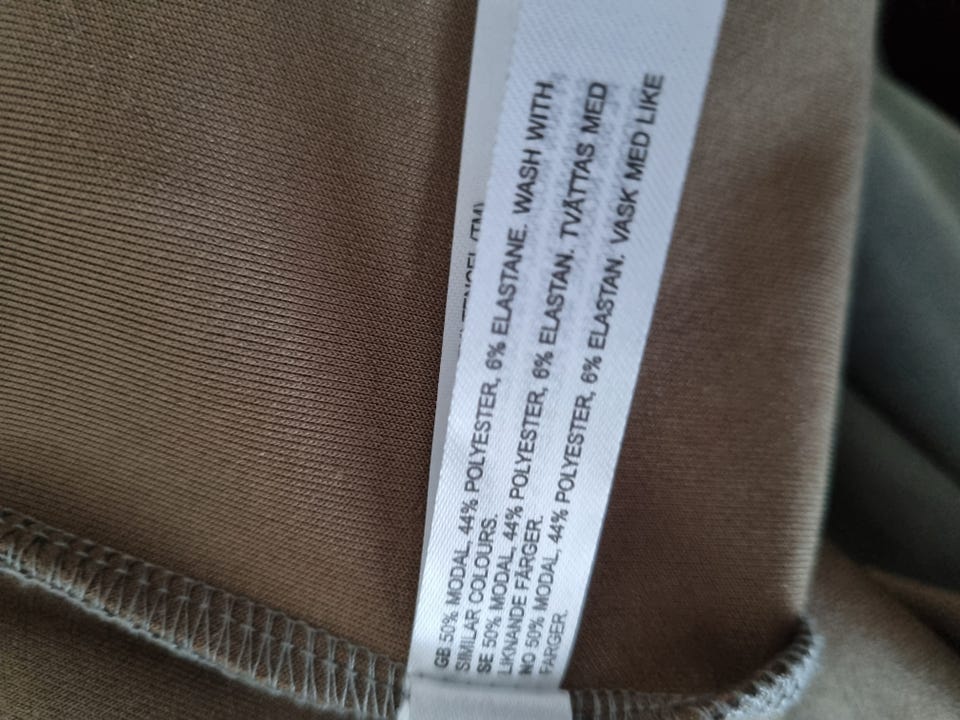 GB 50% MODAL, 44% POLYESTER, 6% ELASTANE. WASH WITH
SIMILAR COLOURS.
SE 50% MODAL, 44% POLYESTER, 6% ELASTAN. TVÄTTAS MED
LIKNANDE FÄRGER.
NO 50% MODAL, 44% POLYESTER, 6% ELASTAN. VASK MED LIKE
FARGER.
(TM)